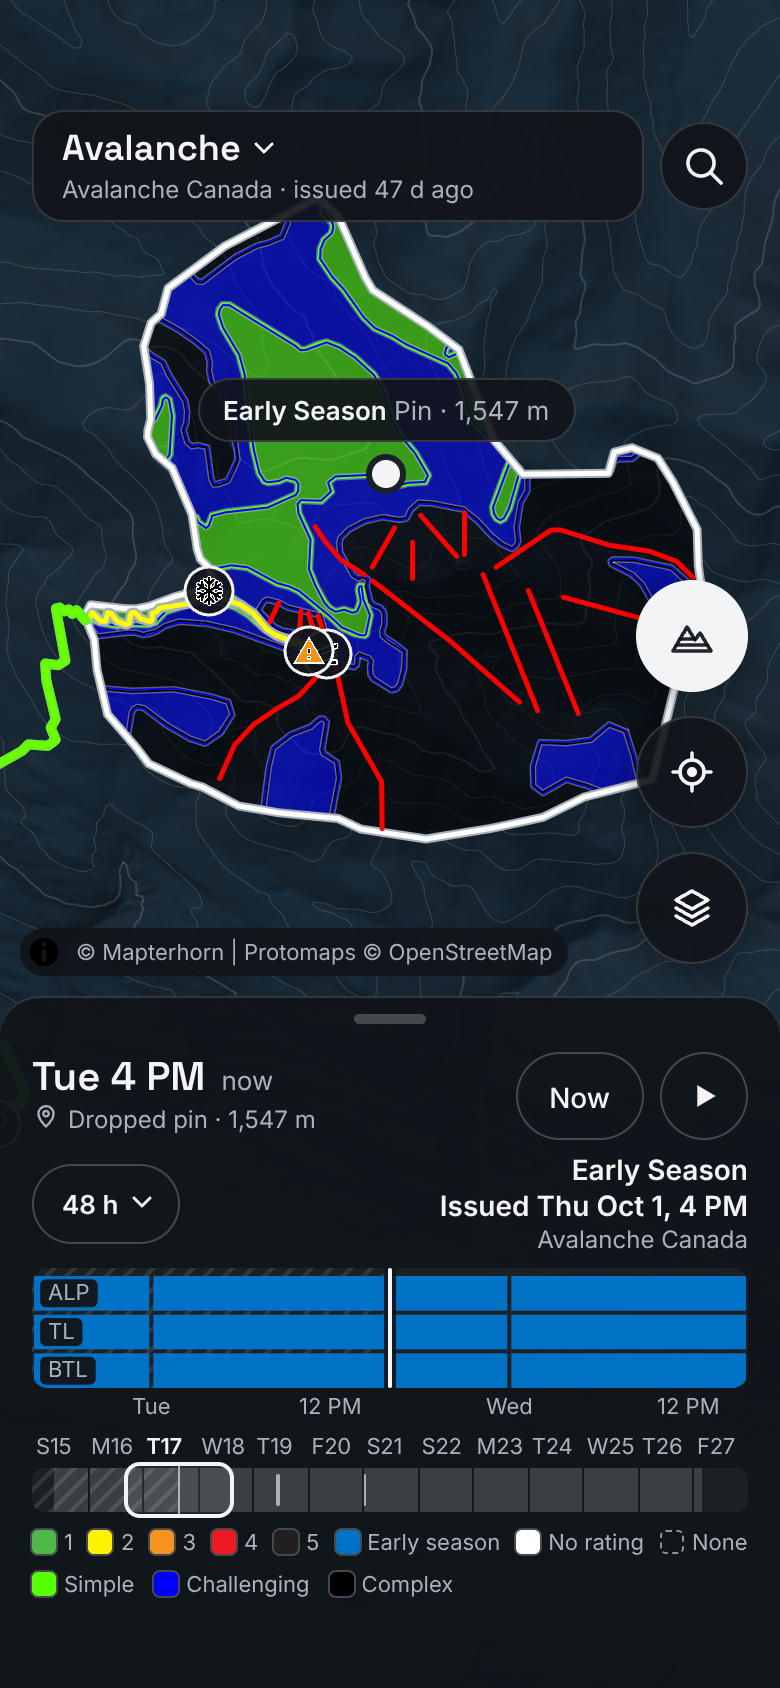 Avalanche
Avalanche Canada · issued 47 d ago
Early Season Pin · 1,547 m
© Mapterhorn | Protomaps © OpenStreetMap
Tue 4 PM now
Dropped pin · 1,547 m
Now
48 h
Early Season
Issued Thu Oct 1, 4 PM
Avalanche Canada
ALP
TL
BTL
Tue 12 PM Wed 12 PM
S15 M16 T17 W18 T19 F20 S21 S22 M23 T24 W25 T26 F27
1 2 3 4 5 Early season No rating None
Simple Challenging Complex